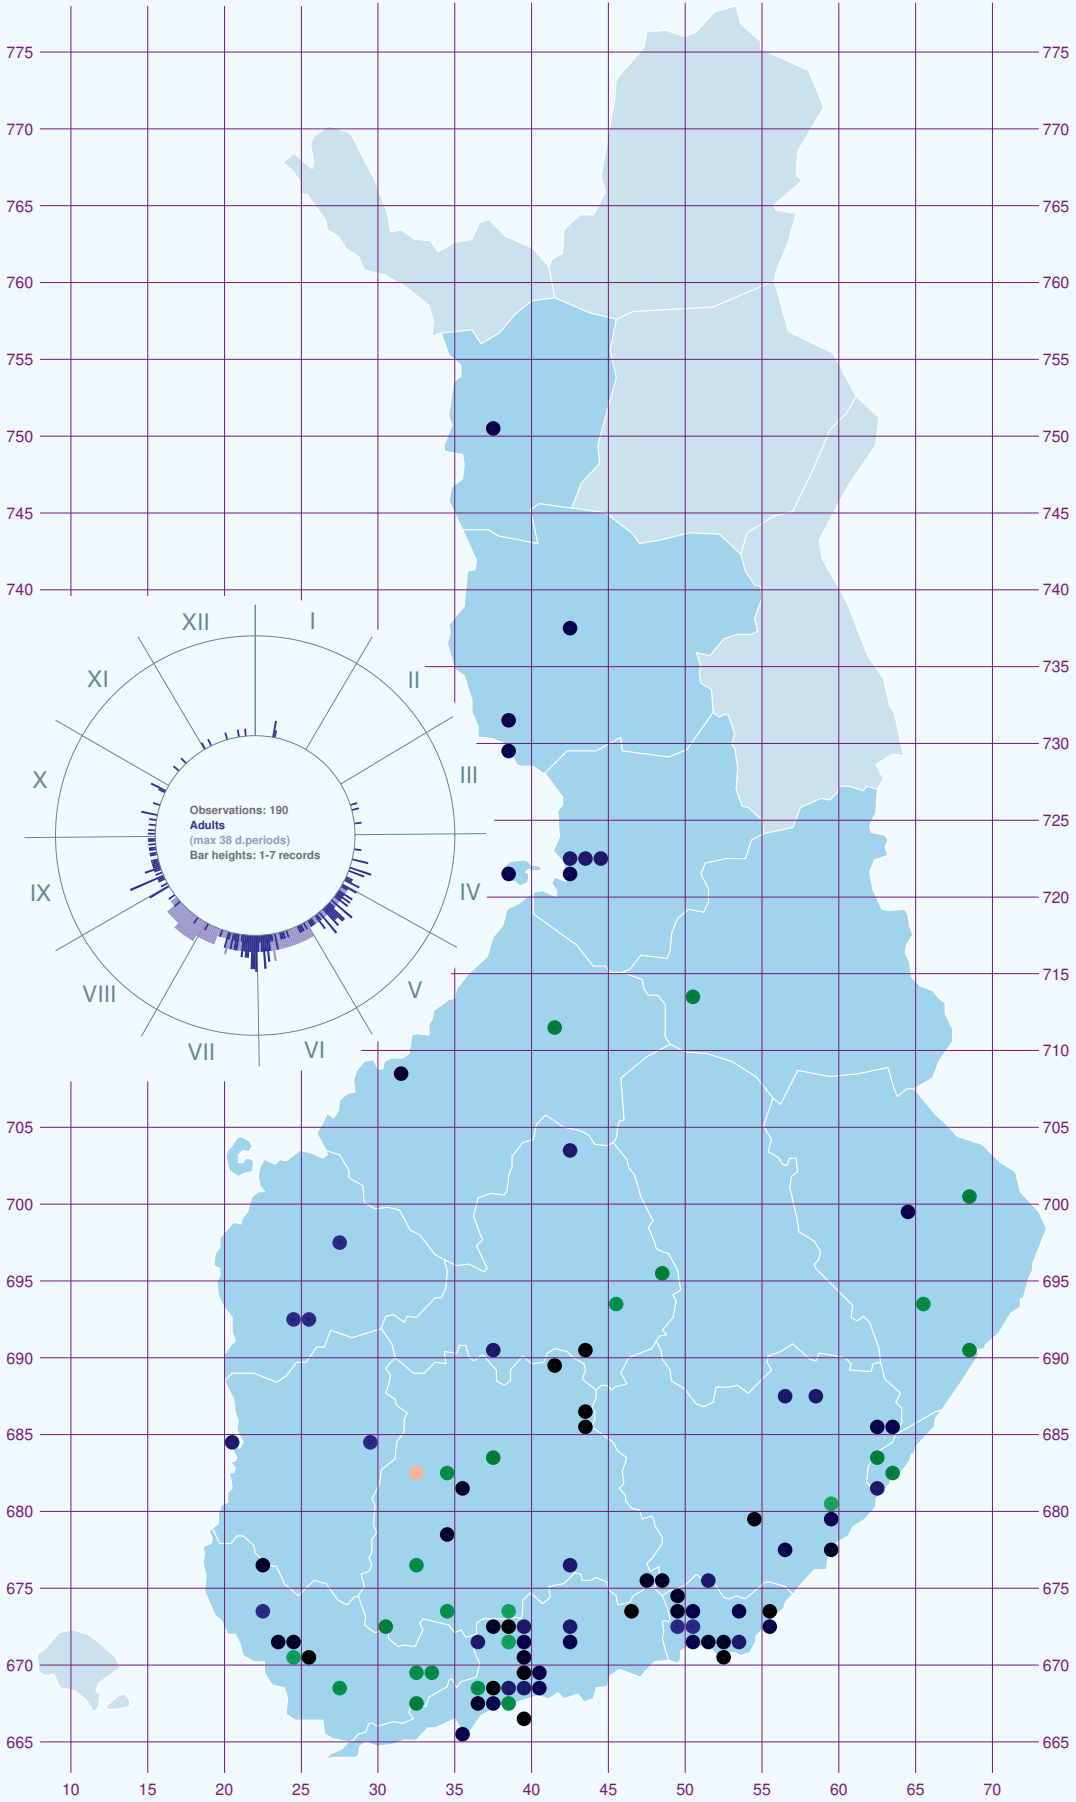 775 775
770 770
765 765
760 760
755 755
750 750
745 745
740 740
735
730
725
720
715
710
705 705
700 700
695 695
690 690
685 685
680 680
675 675
670 670
665 665
10 15 20 25 30 35 40 45 50 55 60 65 70
XII I
XI II
X III
IX IV
VIII V
VII VI
Observations: 190
Adults
(max 38 d.periods)
Bar heights: 1-7 records